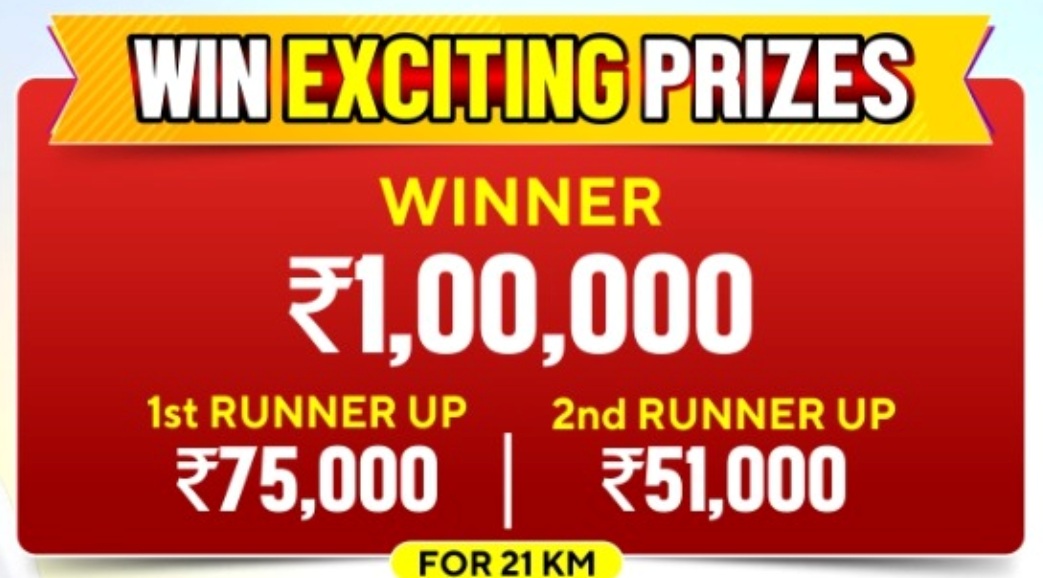 WIN EXCITING PRIZES
WINNER
₹1,00,000
1st RUNNER UP
₹75,000
2nd RUNNER UP
₹51,000
FOR 21 KM